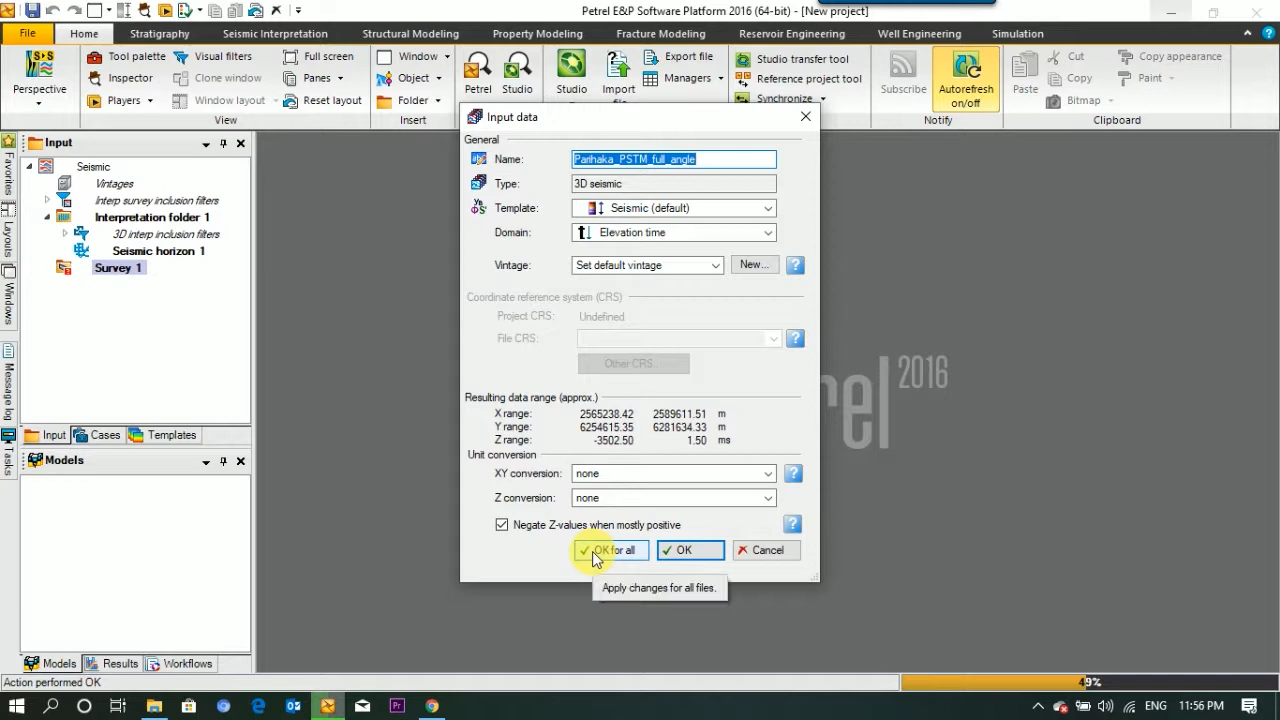 Petrel E&P Software Platform 2016 (64-bit) - [New project]
File Home Stratigraphy Seismic Interpretation Structural Modeling Property Modeling Fracture Modeling Reservoir Engineering Well Engineering Simulation
Perspective
Tool palette
Inspector
Players
Visual filters
Clone window
Window layout
Full screen
Panes
Reset layout
View
Window
Object
Folder
Insert
Petrel
Studio
Studio
Import
file
Export file
Managers
Studio transfer tool
Reference project tool
Synchronize
Subscribe
Autorefresh
on/off
Notify
Paste
Cut
Copy
Bitmap
Copy appearance
Paint
Clipboard
Favorites
Layouts
Windows
Message log
Tasks
Input
Seismic
Vintages
Interp survey inclusion filters
Interpretation folder 1
3D interp inclusion filters
Seismic horizon 1
Survey 1
Input Cases Templates
Models
Models Results Workflows
Input data
General
Name: Parihaka_PSTM_full_angle
Type: 3D seismic
Template: Seismic (default)
Domain: Elevation time
Vintage: Set default vintage New...
Coordinate reference system (CRS)
Project CRS: Undefined
File CRS:
Other CRS...
Resulting data range (approx.)
X range: 2565238.42 2589611.51 m
Y range: 6254615.35 6281634.33 m
Z range: -3502.50 1.50 ms
Unit conversion
XY conversion: none
Z conversion: none
Negate Z-values when mostly positive
OK for all OK Cancel
Apply changes for all files.
rel 2016
Action performed OK
49%
Pr
ENG 11:56 PM